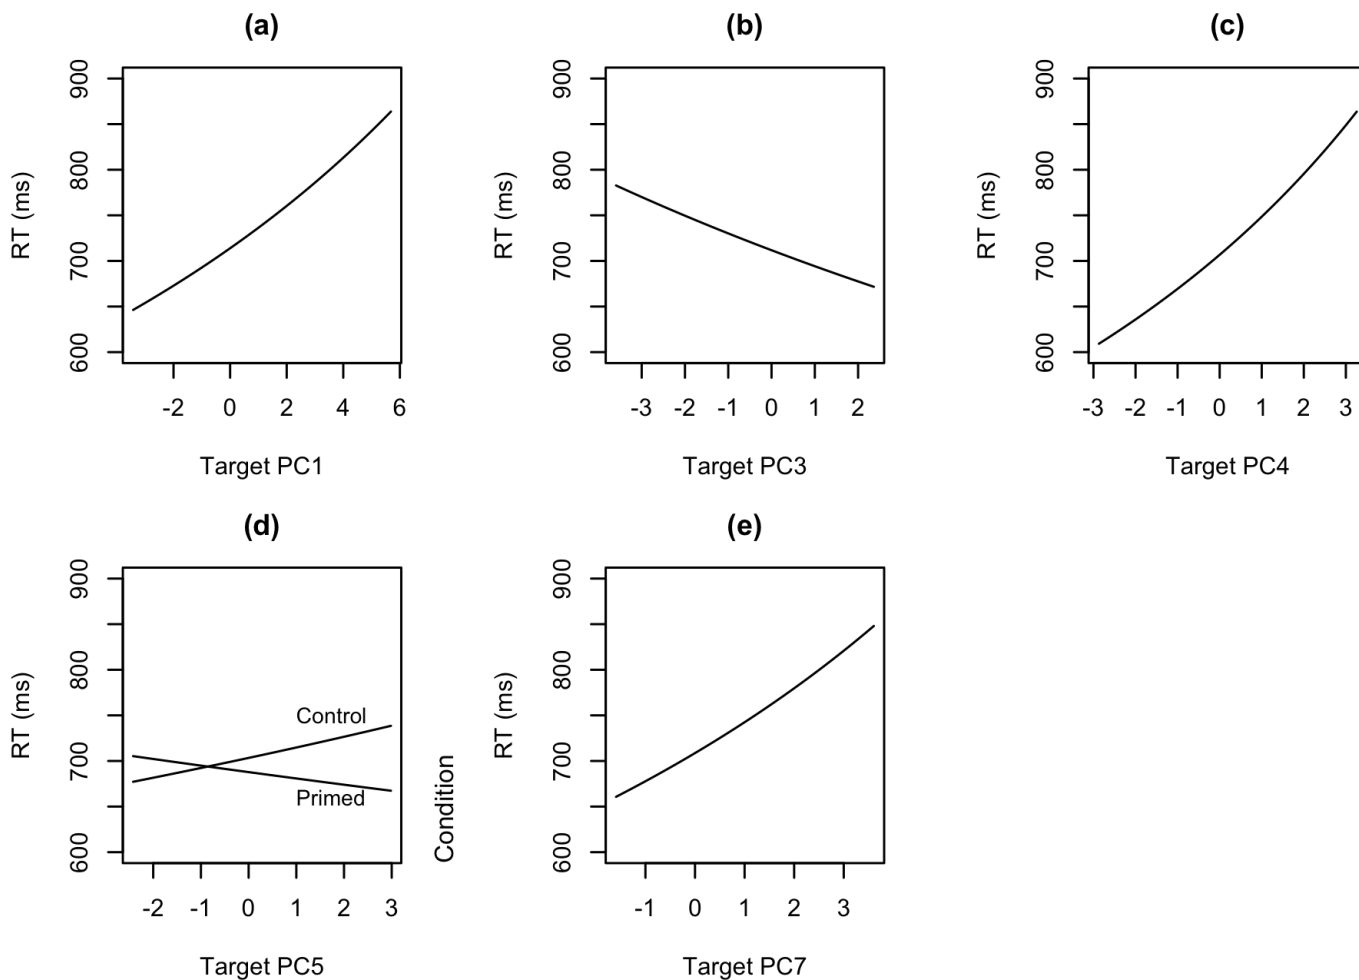 (a)
900
800
700
600
RT (ms)
-2 0 2 4 6
Target PC1
(b)
900
800
700
600
RT (ms)
-3 -2 -1 0 1 2
Target PC3
(c)
900
800
700
600
RT (ms)
-3 -2 -1 0 1 2 3
Target PC4
(d)
900
800
700
600
RT (ms)
Control
Primed
Condition
-2 -1 0 1 2 3
Target PC5
(e)
900
800
700
600
RT (ms)
-1 0 1 2 3
Target PC7